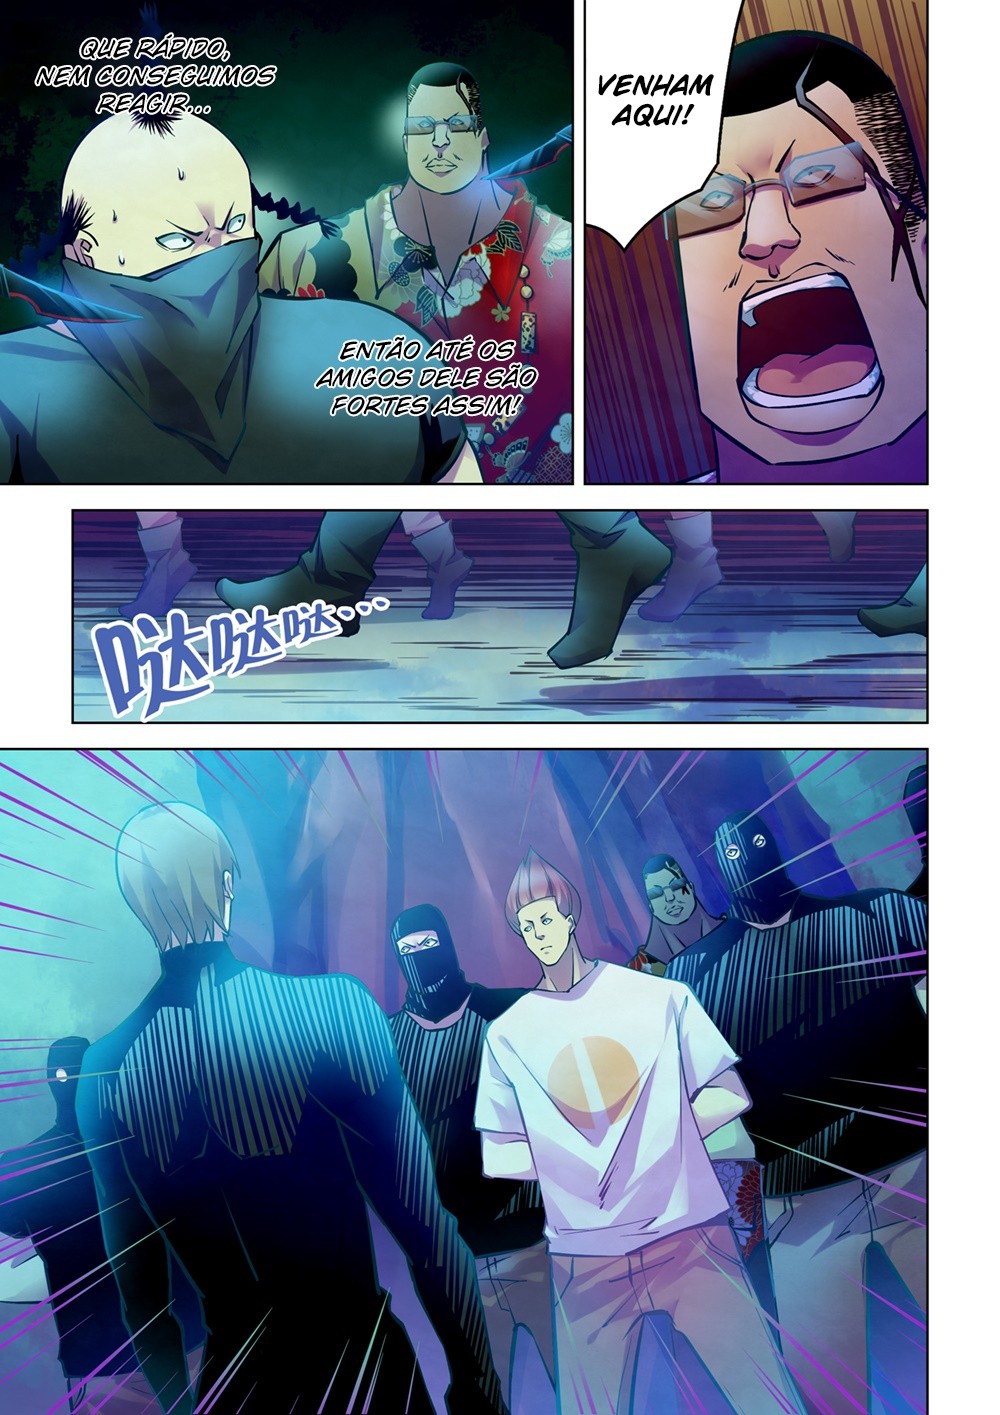 QUE RÁPIDO,
NEM CONSEGUIMOS
REAGIR...
ENTÃO ATÉ OS
AMIGOS DELE SÃO
FORTES ASSIM!
VENHAM
AQUI!
哒哒哒···